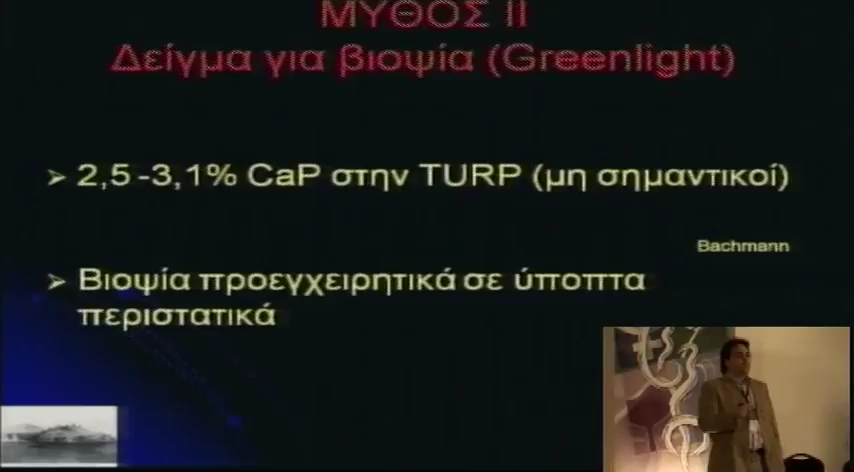 ΜΥΘΟΣ ΙΙ
Δείγμα για βιοψία (Greenlight)
➢ 2,5 -3,1% CaP στην TURP (μη σημαντικοί)
Bachmann
➢ Βιοψία προεγχειρητικά σε ύποπτα
περιστατικά